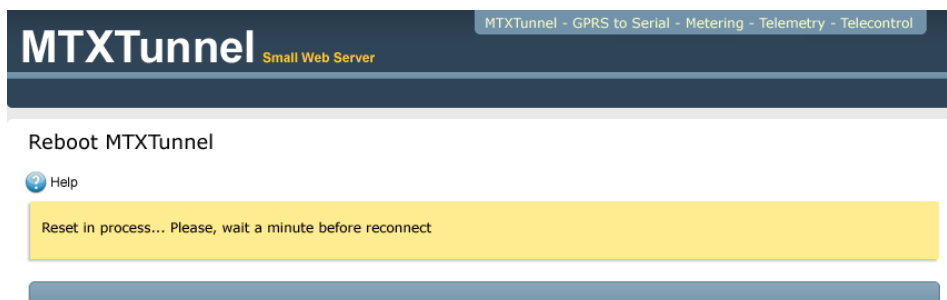 MTXTunnel - GPRS to Serial - Metering - Telemetry - Telecontrol
MTXTunnel Small Web Server
Reboot MTXTunnel
Help
Reset in process... Please, wait a minute before reconnect